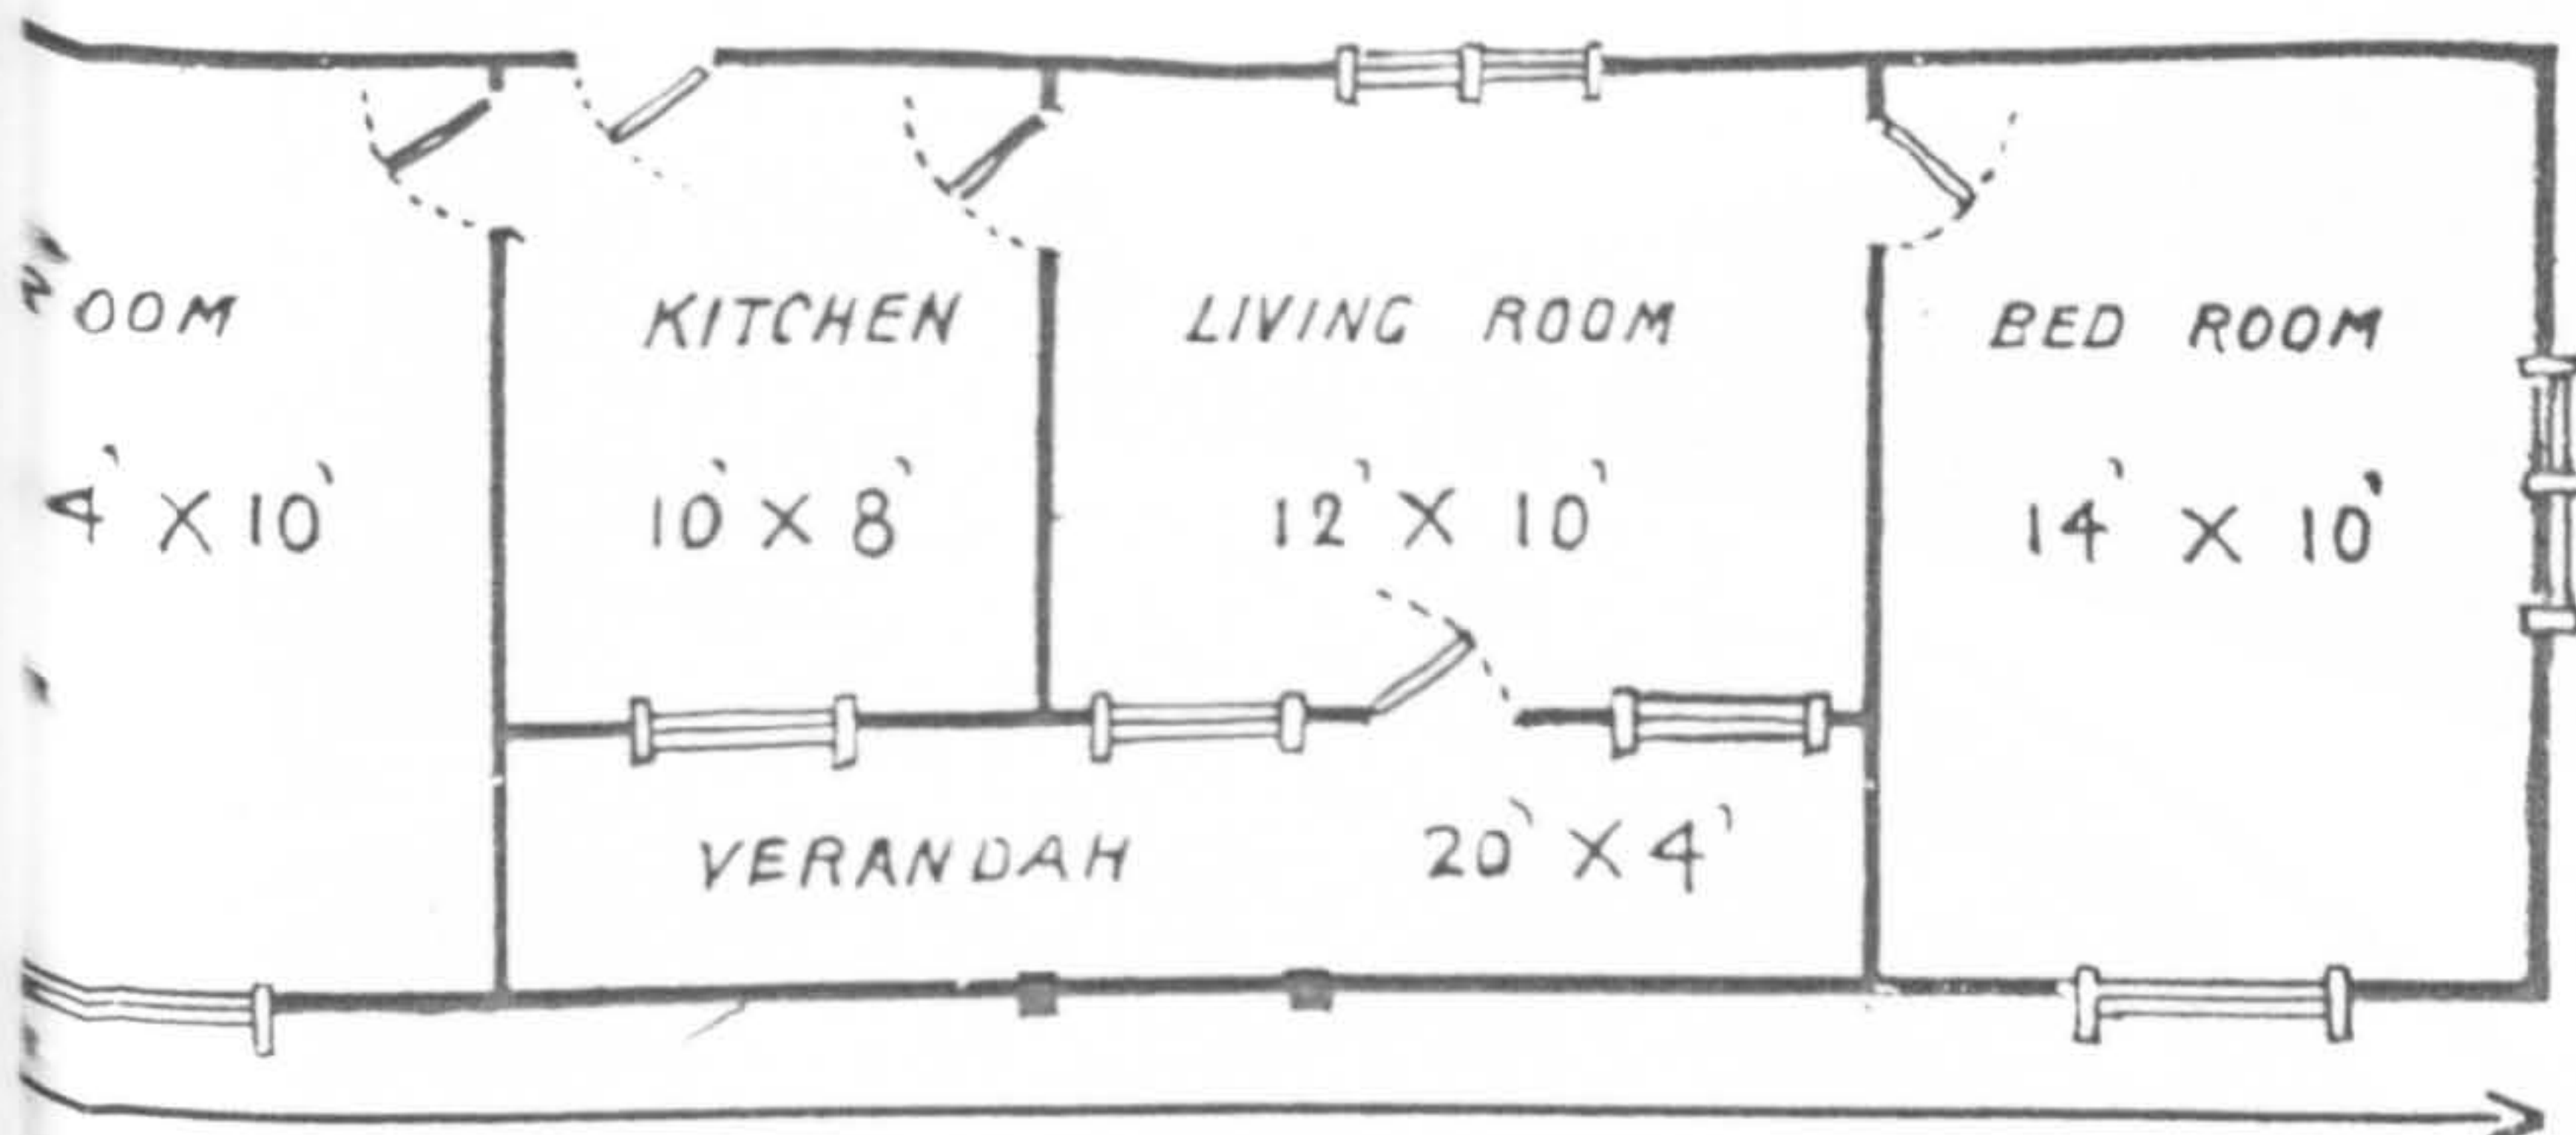 OOM KITCHEN LIVING ROOM BED ROOM
4' X 10' 10' X 8' 12' X 10' 14' X 10'
VERANDAH 20' X 4'